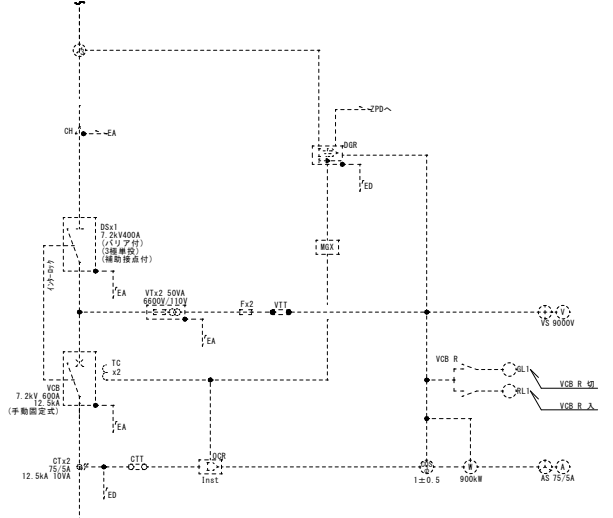 ZPDへ
CH
EA
DGR
ED
DSx1
7.2kV400A
(バリア付)
(3極単投)
(補助接点付)
MGX
インターロック
EA
VTx2 50VA
6600V/110V
Fx2
VTT
V
VS 9000V
EA
TC
x2
VCB R
GL1
VCB R 切
VCB
7.2kV 600A
12.5kA
(手動固定式)
RL1
VCB R 入
EA
CTx2
75/5A
12.5kA 10VA
CTT
OCR
Inst
COS
1±0.5
W
900kW
A
AS 75/5A
ED